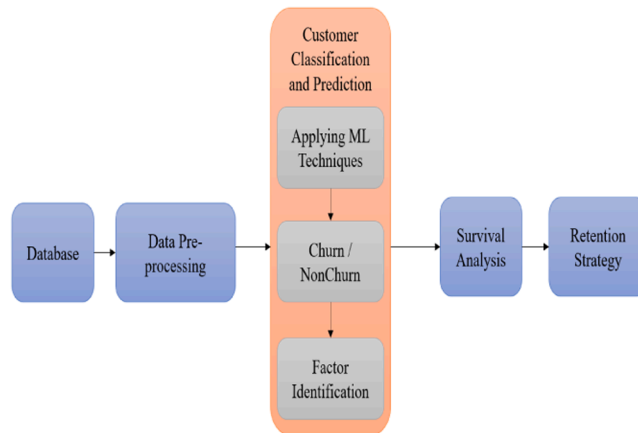 Customer
Classification
and Prediction
Applying ML
Techniques
Database
Data Pre-
processing
Churn /
NonChurn
Survival
Analysis
Retention
Strategy
Factor
Identification